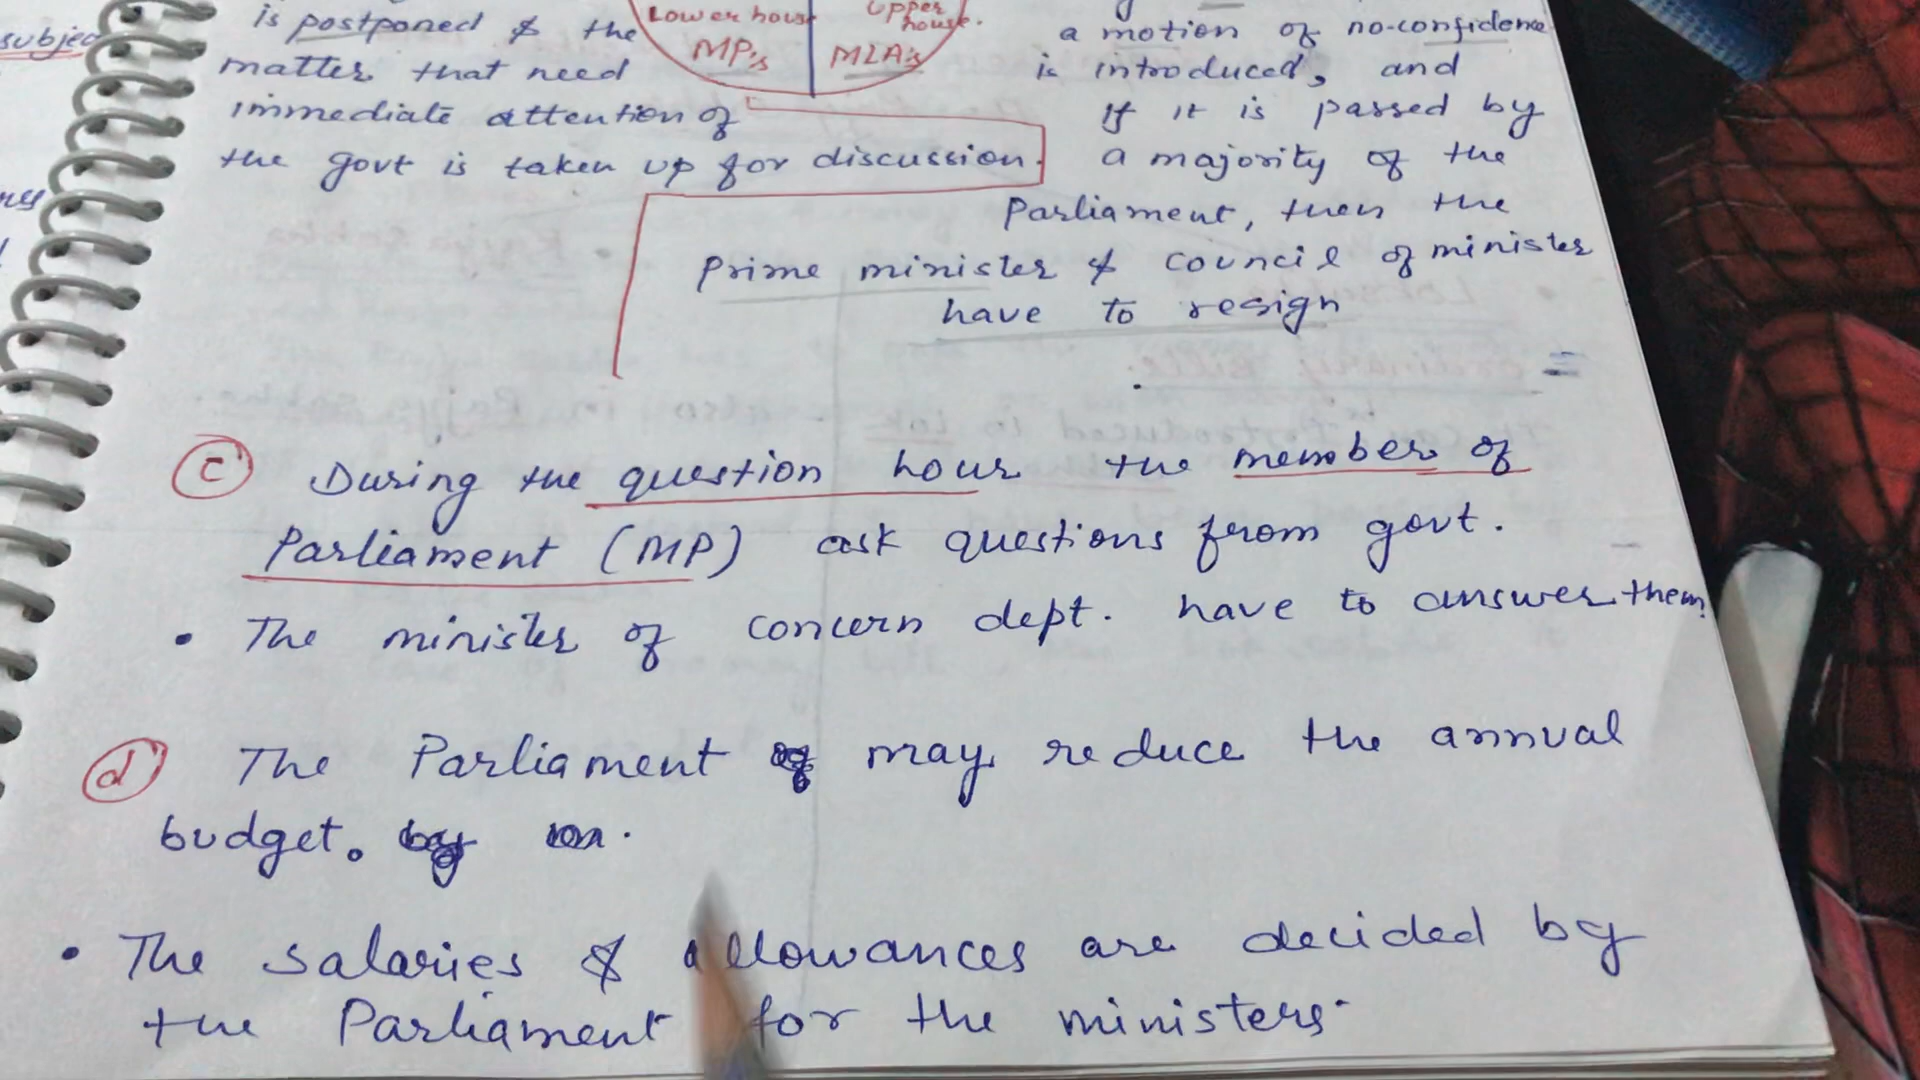 subjec
is postponed & the
matter that need
immediate attention of
the govt is taken up for discussion.
Lower hous
MP's
upper
house.
MLA's
a motion of no-confidence
is introduced, and
if it is passed by
a majority of the
Parliament, then the
Prime minister & council of minister
have to resign
(c) During the question hour the member of
Parliament (MP) ask questions from govt.
• The minister of concern dept. have to answer them
(d) The Parliament may reduce the annual
budget.
• The salaries & allowances are decided by
the Parliament for the ministers.